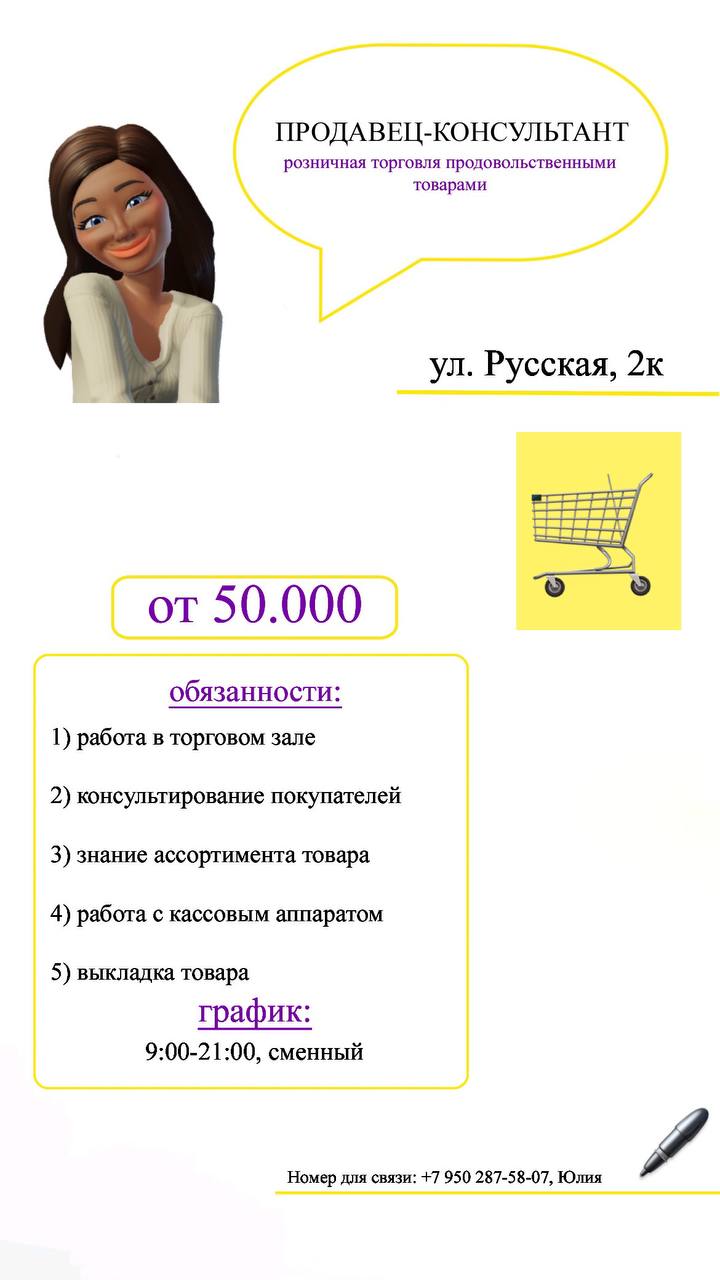 ПРОДАВЕЦ-КОНСУЛЬТАНТ
розничная торговля продовольственными
товарами
ул. Русская, 2к
от 50.000
обязанности:
1) работа в торговом зале
2) консультирование покупателей
3) знание ассортимента товара
4) работа с кассовым аппаратом
5) выкладка товара
график:
9:00-21:00, сменный
Номер для связи: +7 950 287-58-07, Юлия